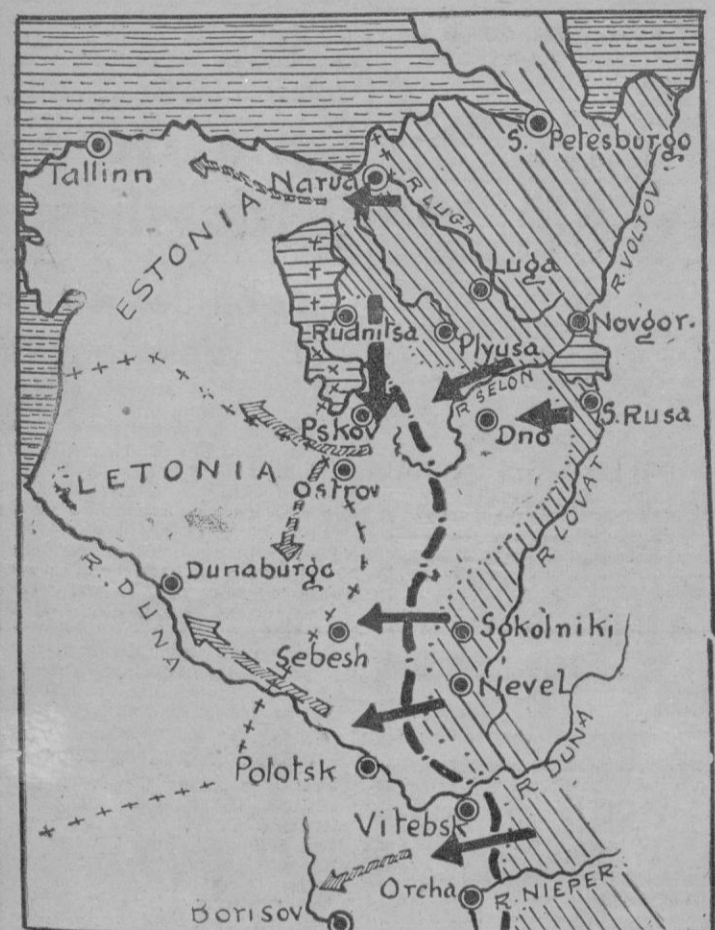 S. Petesburgo
Tallinn
Narva
R. LUGA
R. VOLJOV
ESTONIA
Luga
Novgor.
Rudnitsa
Plyusa
R. SELON
Pskov
Dno
S. Rusa
LETONIA
Ostrov
R. LOVAT
R. DUNA
Dunaburga
Sokolniki
Sebesh
Nevel
R. DUNA
Polotsk
Vitebsk
Orcha
R. NIEPER
Borisov